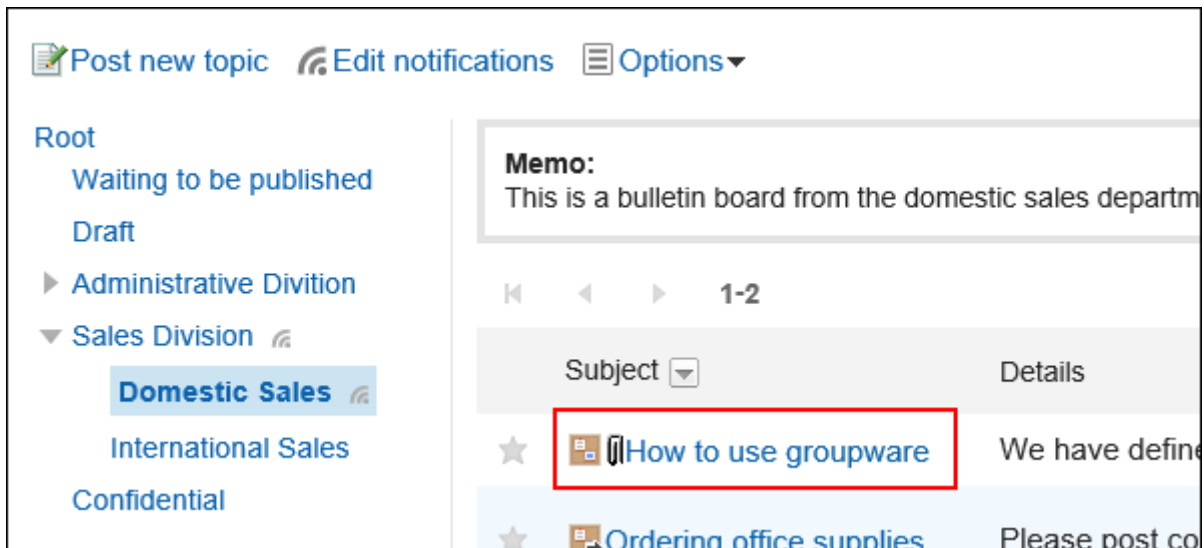 Post new topic Edit notifications Options
Root
Waiting to be published
Draft
Administrative Divition
Sales Division
Domestic Sales
International Sales
Confidential
Memo:
This is a bulletin board from the domestic sales departm
1-2
Subject Details
How to use groupware We have define
Ordering office supplies Please post co